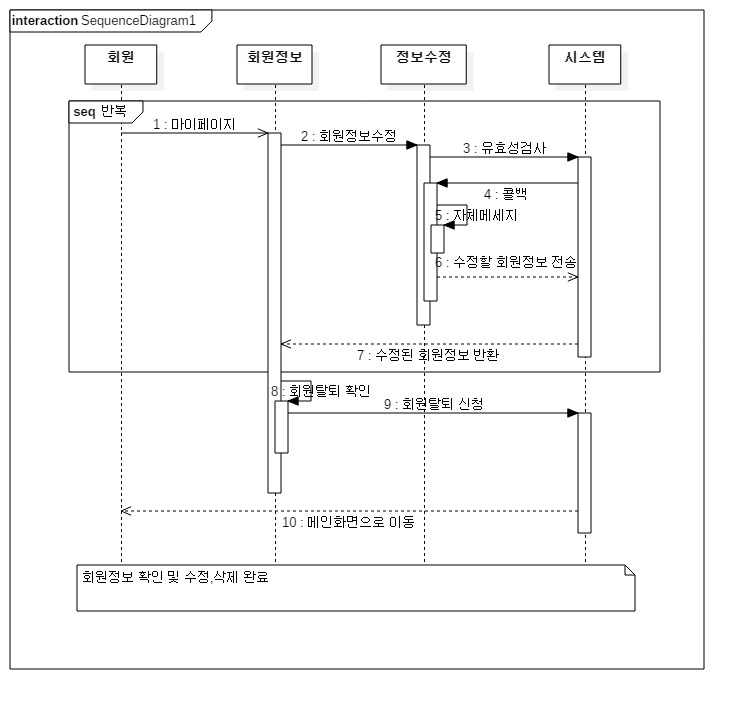 interaction SequenceDiagram1
회원
회원정보
정보수정
시스템
seq 반복
1 : 마이페이지
2 : 회원정보수정
3 : 유효성검사
4 : 콜백
5 : 자체메세지
6 : 수정할 회원정보 전송
7 : 수정된 회원정보 반환
8 : 회원탈퇴 확인
9 : 회원탈퇴 신청
10 : 메인화면으로 이동
회원정보 확인 및 수정,삭제 완료